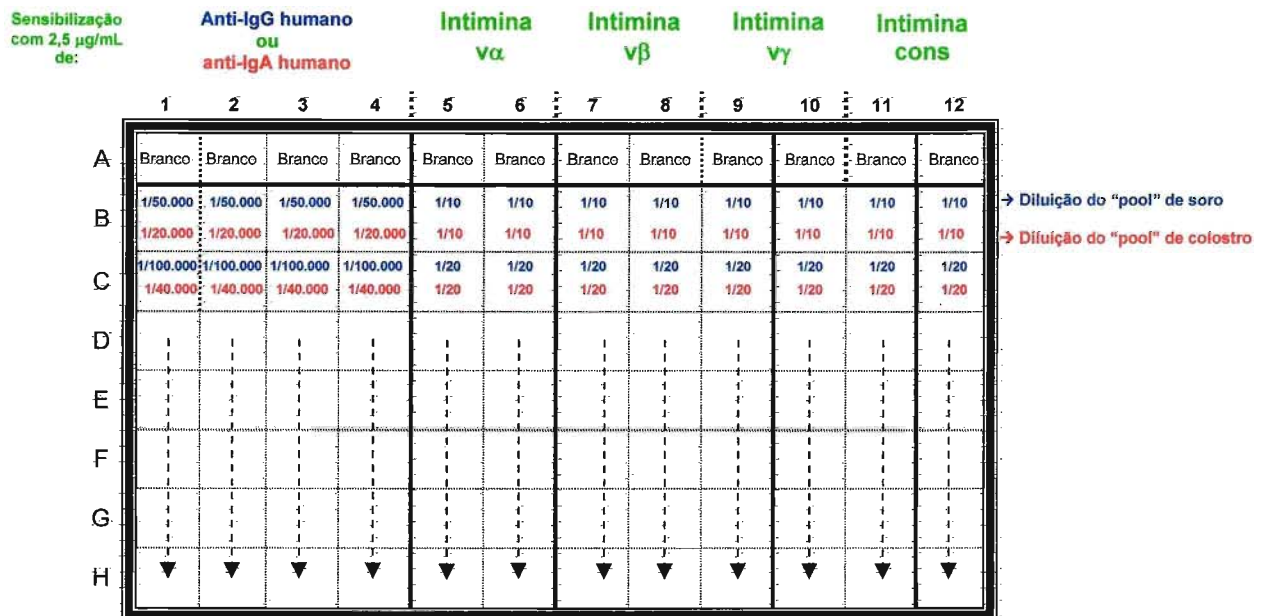 Sensibilização
com 2,5 µg/mL
de:
Anti-IgG humano
ou
anti-IgA humano
Intimina
vα
Intimina
vβ
Intimina
vγ
Intimina
cons
1 2 3 4 5 6 7 8 9 10 11 12
A Branco Branco Branco Branco Branco Branco Branco Branco Branco Branco Branco Branco
B
1/50.000 1/50.000 1/50.000 1/50.000 1/10 1/10 1/10 1/10 1/10 1/10 1/10 1/10 → Diluição do “pool” de soro
1/20.000 1/20.000 1/20.000 1/20.000 1/10 1/10 1/10 1/10 1/10 1/10 1/10 1/10 → Diluição do “pool” de colostro
C
1/100.000 1/100.000 1/100.000 1/100.000 1/20 1/20 1/20 1/20 1/20 1/20 1/20 1/20
1/40.000 1/40.000 1/40.000 1/40.000 1/20 1/20 1/20 1/20 1/20 1/20 1/20 1/20
D
E
F
G
H